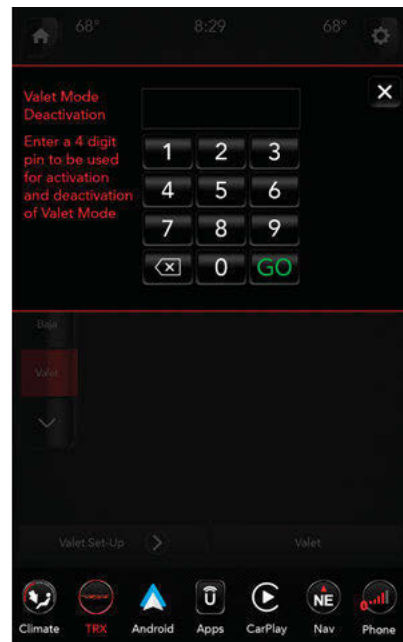 68° 8:29 68°
Valet Mode
Deactivation
Enter a 4 digit
pin to be used
for activation
and deactivation
of Valet Mode
1 2 3
4 5 6
7 8 9
0 GO
Baja
Valet
Valet Set-Up Valet
NE
Climate TRX Android Apps CarPlay Nav Phone